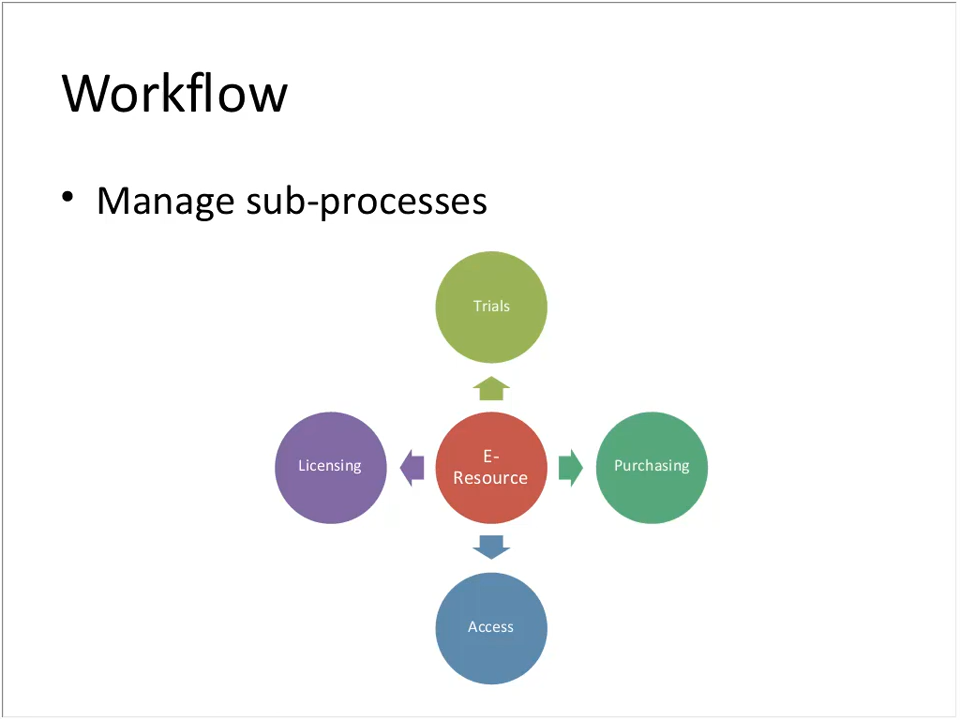 Workflow
• Manage sub-processes
Trials
Licensing
E-
Resource
Purchasing
Access